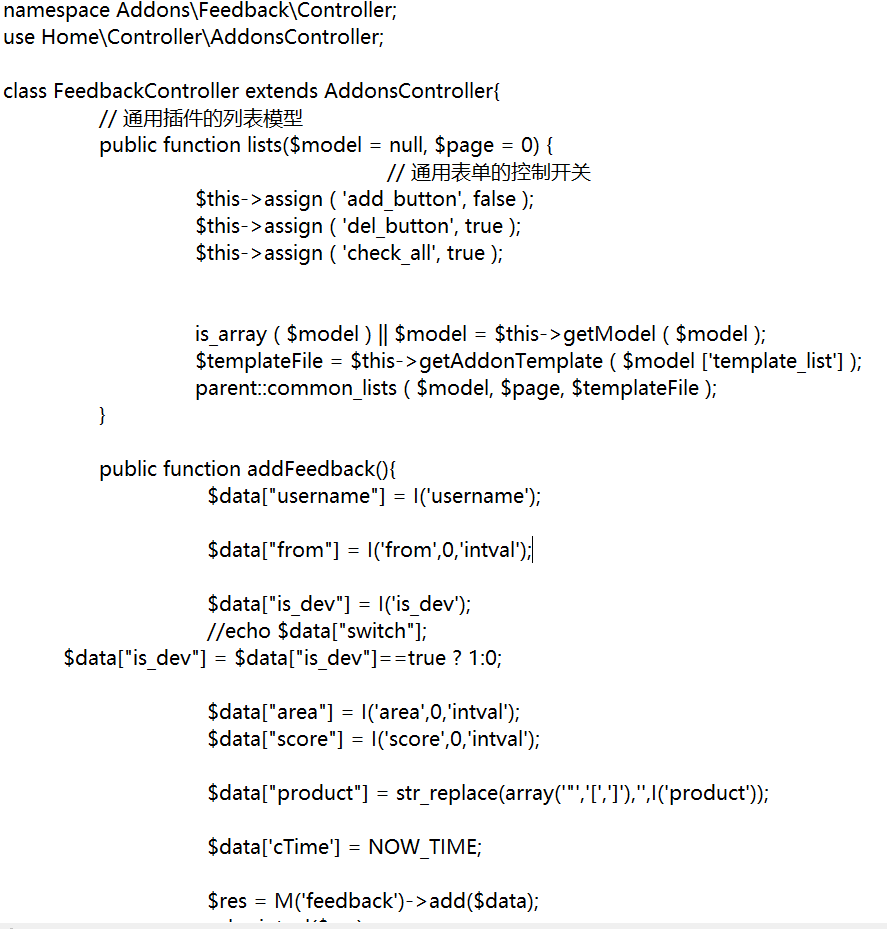 namespace Addons\Feedback\Controller;
use Home\Controller\AddonsController;
class FeedbackController extends AddonsController{
// 通用插件的列表模型
public function lists($model = null, $page = 0) {
// 通用表单的控制开关
$this->assign ( 'add_button', false );
$this->assign ( 'del_button', true );
$this->assign ( 'check_all', true );
is_array ( $model ) || $model = $this->getModel ( $model );
$templateFile = $this->getAddonTemplate ( $model ['template_list'] );
parent::common_lists ( $model, $page, $templateFile );
}
public function addFeedback(){
$data["username"] = I('username');
$data["from"] = I('from',0,'intval');
$data["is_dev"] = I('is_dev');
//echo $data["switch"];
$data["is_dev"] = $data["is_dev"]==true ? 1:0;
$data["area"] = I('area',0,'intval');
$data["score"] = I('score',0,'intval');
$data["product"] = str_replace(array('"','[',']'),'',I('product'));
$data['cTime'] = NOW_TIME;
$res = M('feedback')->add($data);